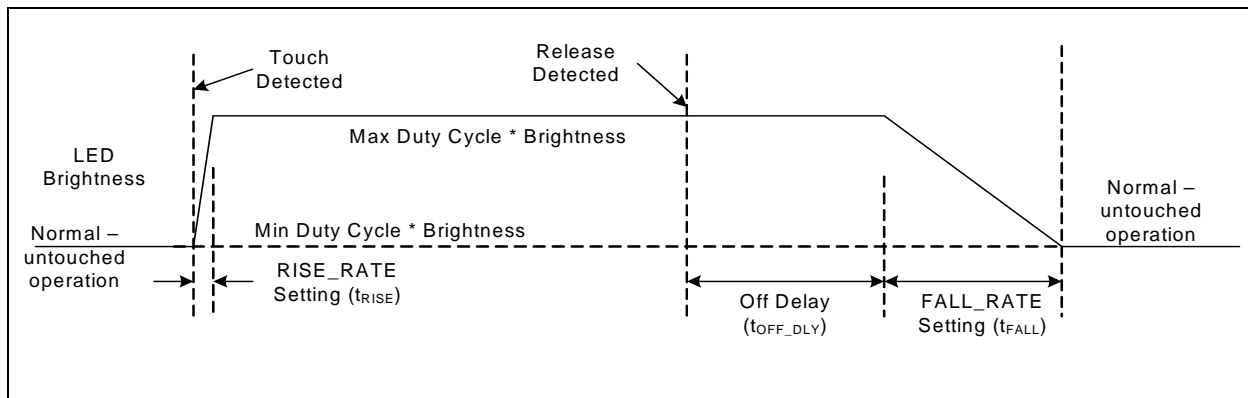 Touch
Detected
Release
Detected
Max Duty Cycle * Brightness
LED
Brightness
Normal –
untouched
operation
Min Duty Cycle * Brightness
Normal –
untouched
operation
RISE_RATE
Setting (tRISE)
Off Delay
(tOFF_DLY)
FALL_RATE
Setting (tFALL)